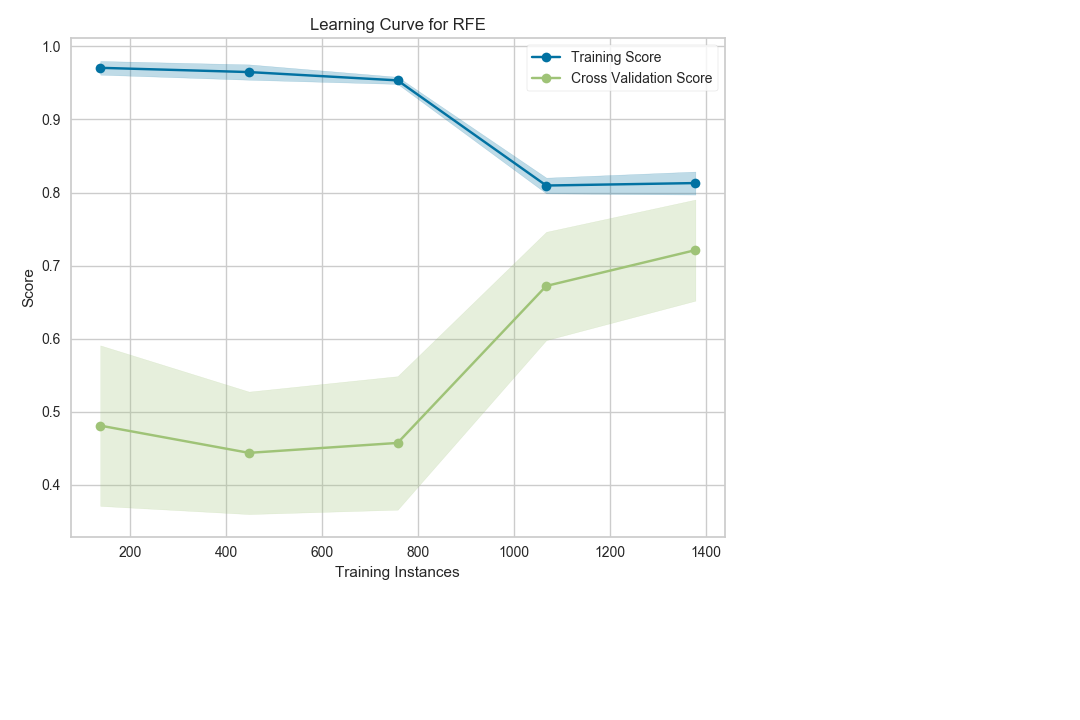 Learning Curve for RFE
Training Score
Cross Validation Score
1.0
0.9
0.8
0.7
0.6
0.5
0.4
Score
200 400 600 800 1000 1200 1400
Training Instances